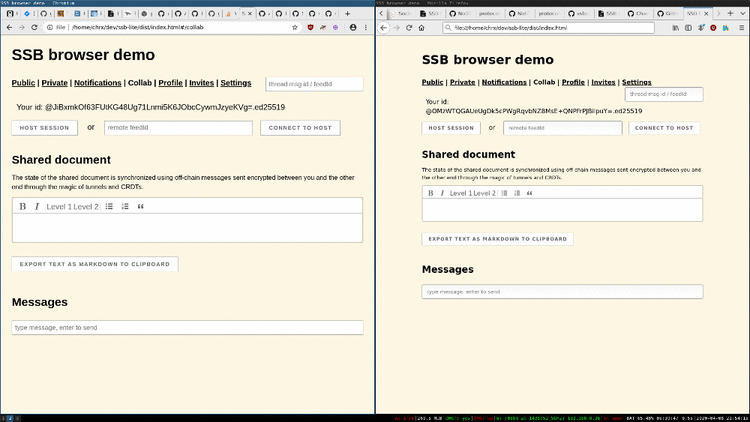 SSB browser demo - Chromium
File | /home/chrx/dev/ssb-lite/dist/index.html#/collab
SSB browser demo
Public | Private | Notifications | Collab | Profile | Invites | Settings
thread msg id / feedId
Your id:
HOST SESSION or remote feedId CONNECT TO HOST
Shared document
The state of the shared document is synchronized using off-chain messages sent encrypted between you and the other
end through the magic of tunnels and CRDTs.
B I Level 1 Level 2
EXPORT TEXT AS MARKDOWN TO CLIPBOARD
Messages
type message, enter to send
SSB browser demo - Mozilla Firefox
file:///home/chrx/dev/ssb-lite/dist/index.html
SSB browser demo
Public | Private | Notifications | Collab | Profile | Invites | Settings
thread msg id / feedId
Your id:
HOST SESSION or remote feedId CONNECT TO HOST
Shared document
The state of the shared document is synchronized using off-chain messages sent encrypted between you and
the other end through the magic of tunnels and CRDTs.
B I Level 1 Level 2
EXPORT TEXT AS MARKDOWN TO CLIPBOARD
Messages
type message, enter to send